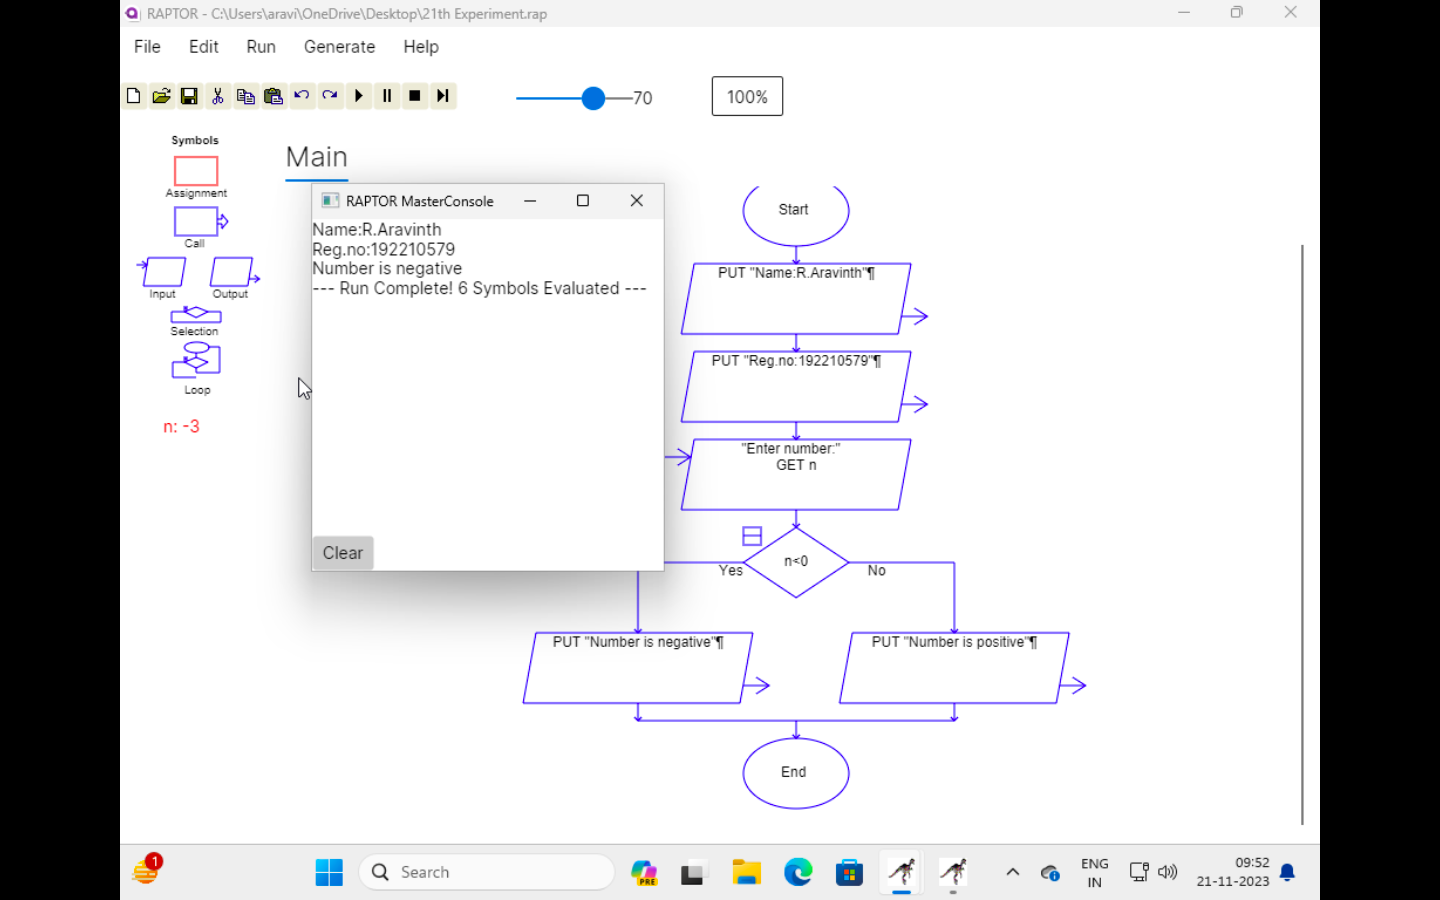 RAPTOR - C:\Users\aravi\OneDrive\Desktop\21th Experiment.rap
File Edit Run Generate Help
70
100%
Symbols
Assignment
Call
Input Output
Selection
Loop
n: -3
Main
RAPTOR MasterConsole
Name:R.Aravinth
Reg.no:192210579
Number is negative
--- Run Complete! 6 Symbols Evaluated ---
Clear
Start
PUT "Name:R.Aravinth"¶
PUT "Reg.no:192210579"¶
"Enter number:"
GET n
n<0
Yes No
PUT "Number is negative"¶
PUT "Number is positive"¶
End
1
Search
PRE
ENG
IN
09:52
21-11-2023